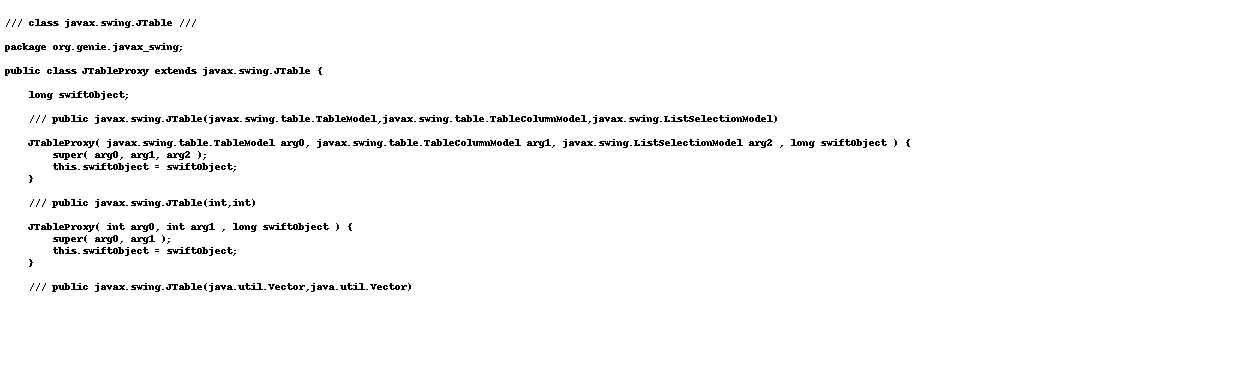 /// class javax.swing.JTable ///

package org.genie.javax_swing;

public class JTableProxy extends javax.swing.JTable {

    long swiftObject;

    /// public javax.swing.JTable(javax.swing.table.TableModel,javax.swing.table.TableColumnModel,javax.swing.ListSelectionModel)

    JTableProxy( javax.swing.table.TableModel arg0, javax.swing.table.TableColumnModel arg1, javax.swing.ListSelectionModel arg2 , long swiftObject ) {
        super( arg0, arg1, arg2 );
        this.swiftObject = swiftObject;
    }

    /// public javax.swing.JTable(int,int)

    JTableProxy( int arg0, int arg1 , long swiftObject ) {
        super( arg0, arg1 );
        this.swiftObject = swiftObject;
    }

    /// public javax.swing.JTable(java.util.Vector,java.util.Vector)